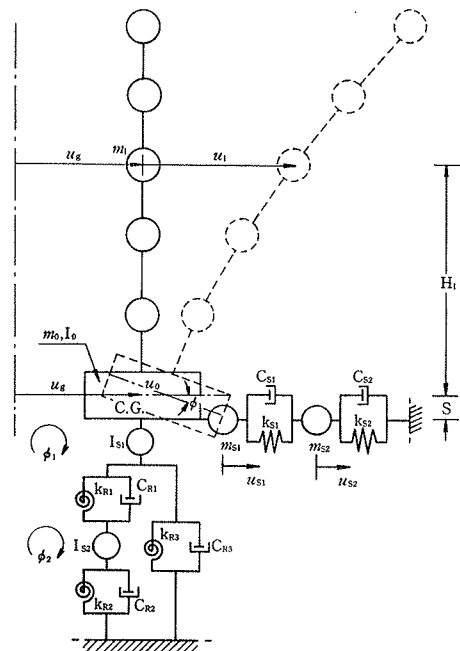 u_g
m_1
u_1
H_1
m_0, I_0
u_g
u_0
C.G.
ϕ
C_S1
C_S2
S
I_S1
m_S1
k_S1
m_S2
k_S2
ϕ_1
u_S1
u_S2
k_R1
C_R1
ϕ_2
I_S2
k_R3
C_R3
k_R2
C_R2